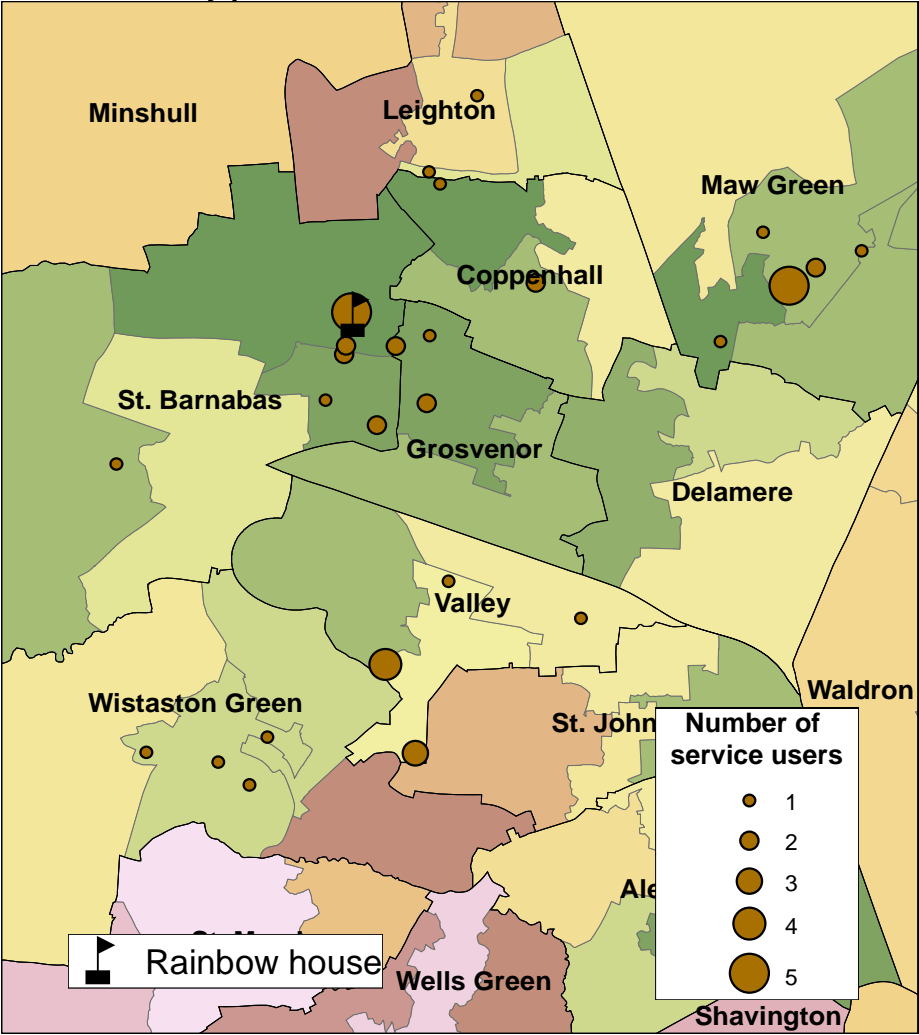 Minshull
Leighton
Maw Green
Coppenhall
St. Barnabas
Grosvenor
Delamere
Valley
Wistaston Green
Waldron
St. John
Number of
service users
1
2
3
4
5
Ale
Rainbow house
Wells Green
Shavington